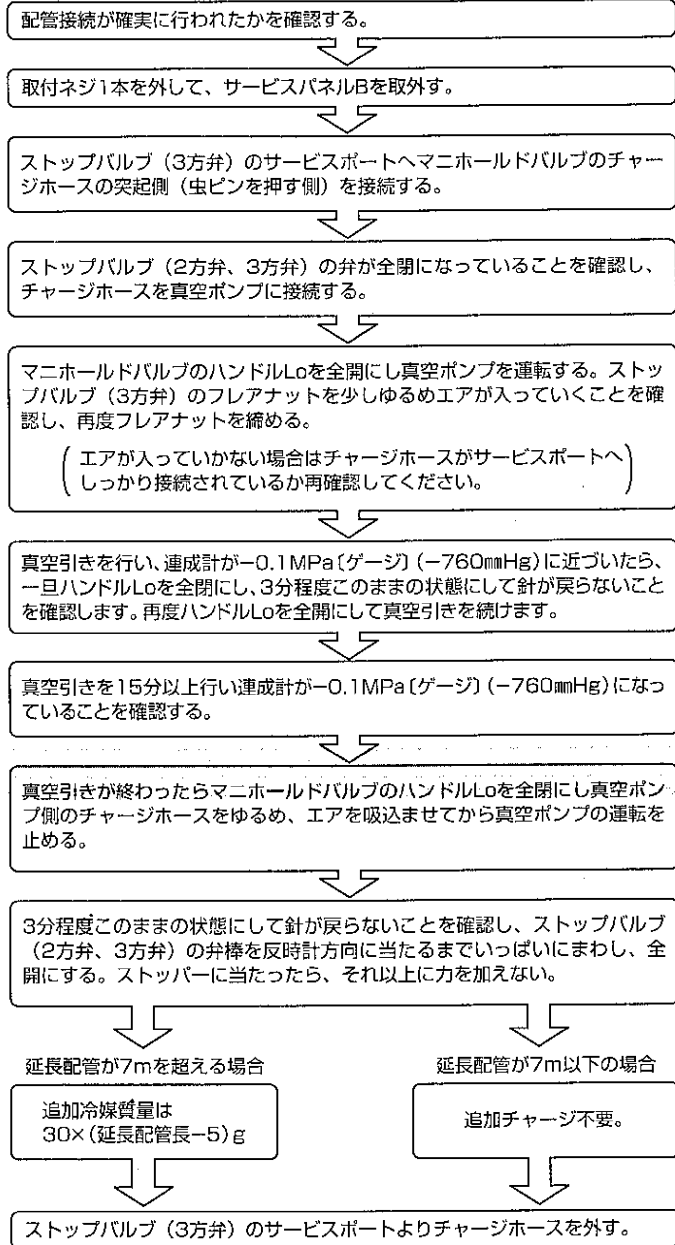 配管接続が確実に行われたかを確認する。
取付ネジ1本を外して、サービスパネルBを取外す。
ストップバルブ（3方弁）のサービスポートへマニホールドバルブのチャー
ジホースの突起側（虫ピンを押す側）を接続する。
ストップバルブ（2方弁、3方弁）の弁が全閉になっていることを確認し、
チャージホースを真空ポンプに接続する。
マニホールドバルブのハンドルLoを全開にし真空ポンプを運転する。ストッ
プバルブ（3方弁）のフレアナットを少しゆるめエアが入っていくことを確
認し、再度フレアナットを締める。
（エアが入っていかない場合はチャージホースがサービスポートへ
しっかり接続されているか再確認してください。）
真空引きを行い、連成計が−0.1MPa〔ゲージ〕（−760mmHg）に近づいたら、
一旦ハンドルLoを全閉にし、3分程度このままの状態にして針が戻らないこと
を確認します。再度ハンドルLoを全開にして真空引きを続けます。
真空引きを15分以上行い連成計が−0.1MPa〔ゲージ〕（−760mmHg）になっ
ていることを確認する。
真空引きが終わったらマニホールドバルブのハンドルLoを全閉にし真空ポン
プ側のチャージホースをゆるめ、エアを吸込ませてから真空ポンプの運転を
止める。
3分程度このままの状態にして針が戻らないことを確認し、ストップバルブ
（2方弁、3方弁）の弁棒を反時計方向に当たるまでいっぱいにまわし、全
開にする。ストッパーに当たったら、それ以上に力を加えない。
延長配管が7mを超える場合
追加冷媒質量は
30×（延長配管長−5）g
延長配管が7m以下の場合
追加チャージ不要。
ストップバルブ（3方弁）のサービスポートよりチャージホースを外す。